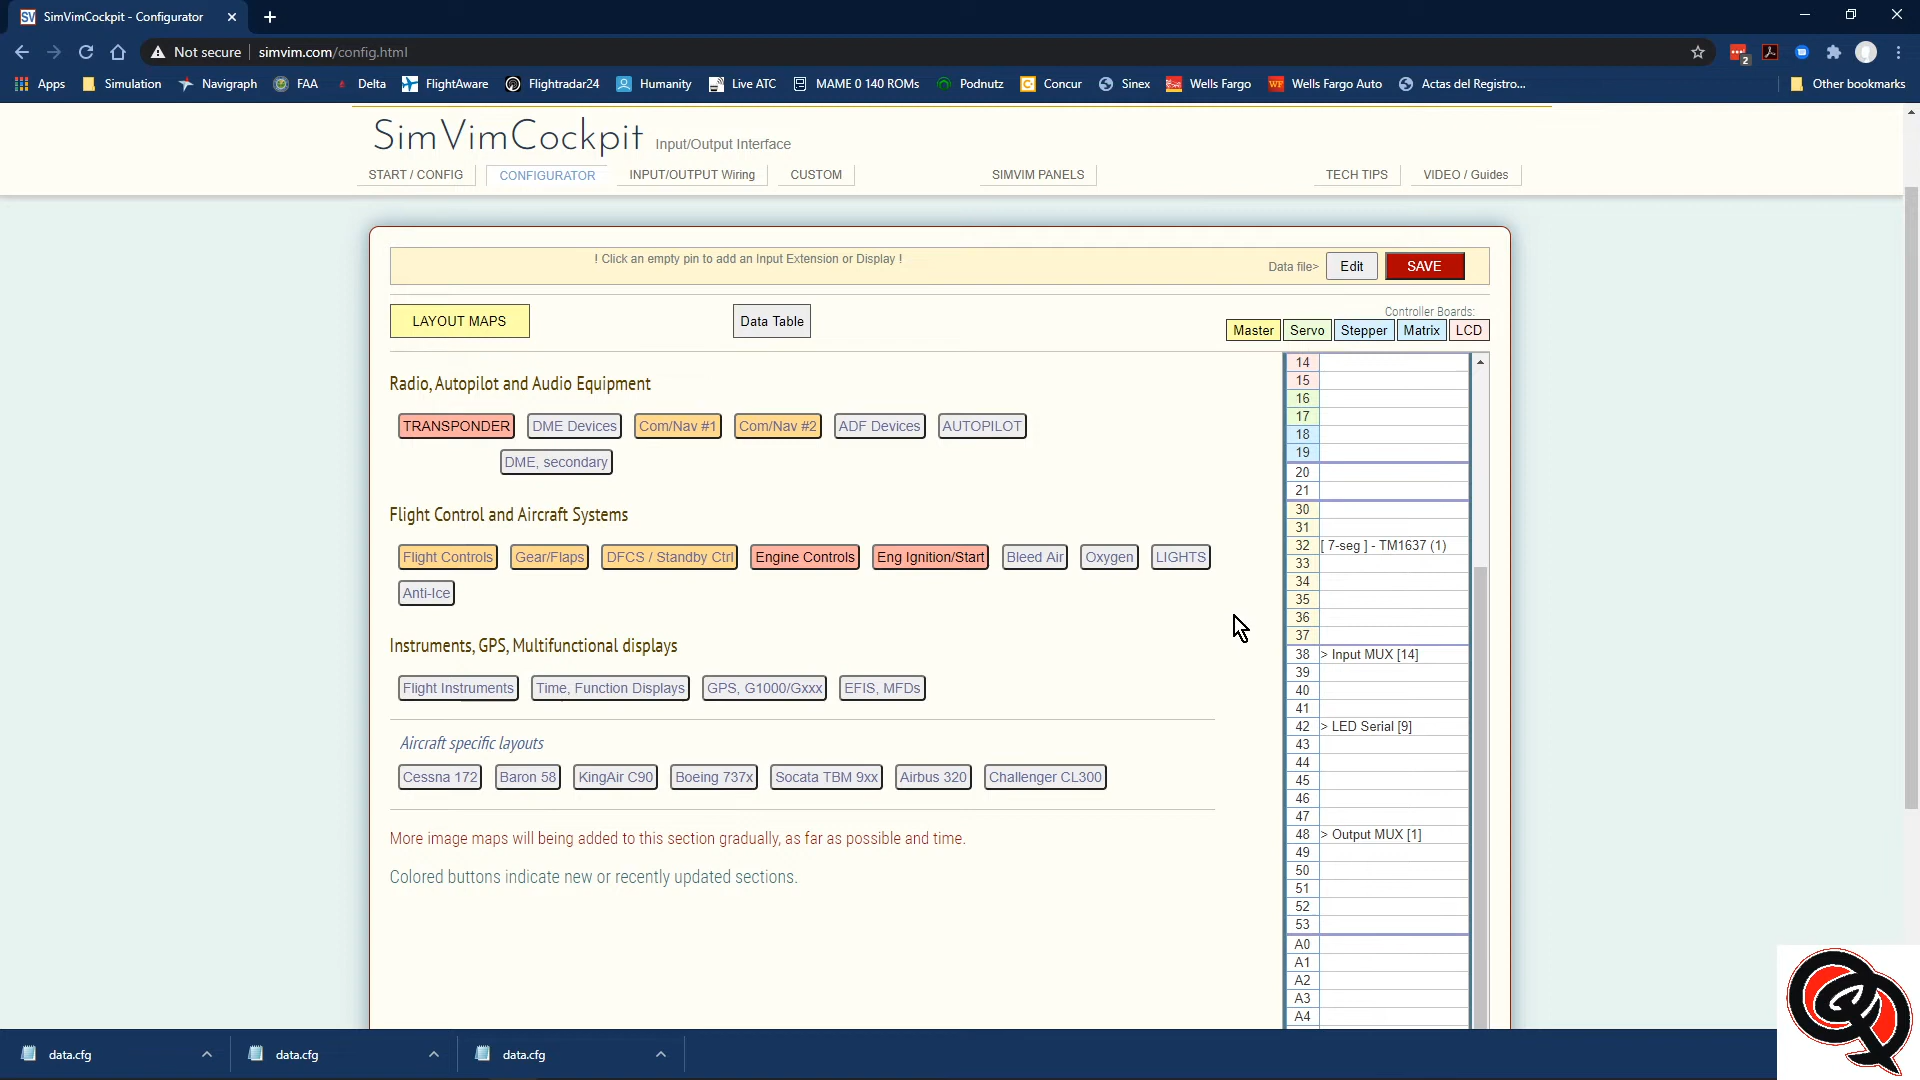 SimVimCockpit - Configurator
Not secure simvim.com/config.html
Apps Simulation Navigraph FAA Delta FlightAware Flightradar24 Humanity Live ATC MAME 0 140 ROMs Podnutz Concur Sinex Wells Fargo Wells Fargo Auto Actas del Registro... Other bookmarks
SimVimCockpit Input/Output Interface
START / CONFIG CONFIGURATOR INPUT/OUTPUT Wiring CUSTOM SIMVIM PANELS TECH TIPS VIDEO / Guides
! Click an empty pin to add an Input Extension or Display !
Data file> Edit SAVE
LAYOUT MAPS Data Table
Controller Boards:
Master Servo Stepper Matrix LCD
Radio, Autopilot and Audio Equipment
TRANSPONDER DME Devices Com/Nav #1 Com/Nav #2 ADF Devices AUTOPILOT
DME, secondary
Flight Control and Aircraft Systems
Flight Controls Gear/Flaps DFCS / Standby Ctrl Engine Controls Eng Ignition/Start Bleed Air Oxygen LIGHTS
Anti-Ice
Instruments, GPS, Multifunctional displays
Flight Instruments Time, Function Displays GPS, G1000/Gxxx EFIS, MFDs
Aircraft specific layouts
Cessna 172 Baron 58 KingAir C90 Boeing 737x Socata TBM 9xx Airbus 320 Challenger CL300
More image maps will being added to this section gradually, as far as possible and time.
Colored buttons indicate new or recently updated sections.
14
15
16
17
18
19
20
21
30
31
32 [ 7-seg ] - TM1637 (1)
33
34
35
36
37
38 > Input MUX [14]
39
40
41
42 > LED Serial [9]
43
44
45
46
47
48 > Output MUX [1]
49
50
51
52
53
A0
A1
A2
A3
A4
data.cfg data.cfg data.cfg